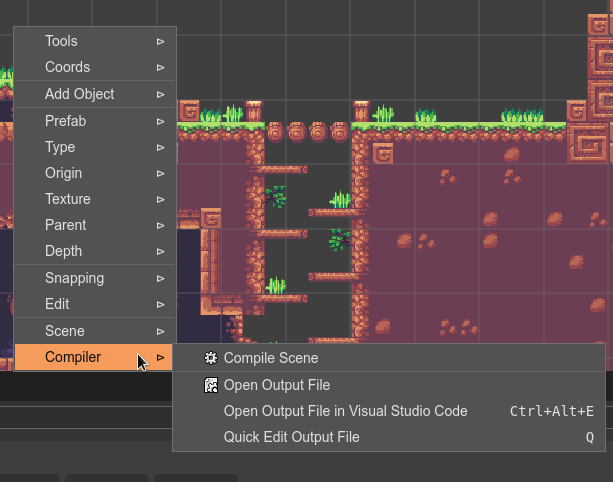 Tools
Coords
Add Object
Prefab
Type
Origin
Texture
Parent
Depth
Snapping
Edit
Scene
Compiler
Compile Scene
Open Output File
Open Output File in Visual Studio Code Ctrl+Alt+E
Quick Edit Output File Q